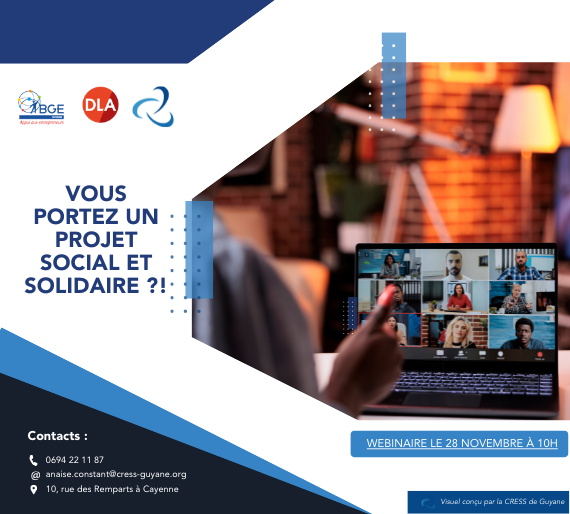 BGE
DLA
VOUS
PORTEZ UN
PROJET
SOCIAL ET
SOLIDAIRE ?!
WEBINAIRE LE 28 NOVEMBRE À 10H
Contacts :
0694 22 11 87
@ anaise.constant@cress-guyane.org
10, rue des Remparts à Cayenne
Visuel conçu par la CRESS de Guyane